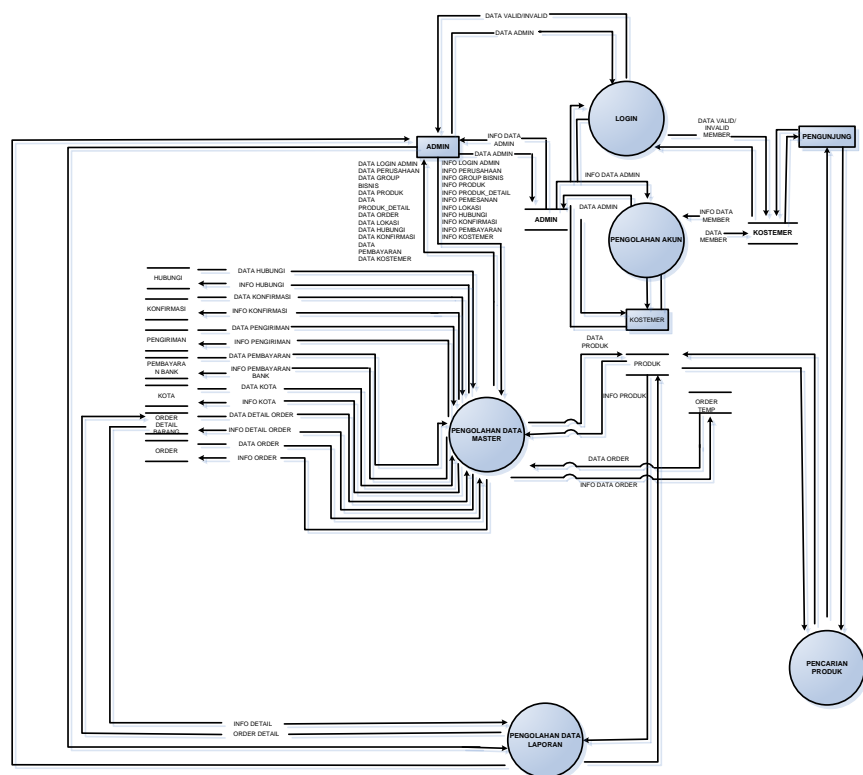 DATA VALID/INVALID
DATA ADMIN
LOGIN
DATA VALID/
INVALID
MEMBER
PENGUNJUNG
ADMIN
INFO DATA
ADMIN
DATA ADMIN
INFO DATA ADMIN
DATA ADMIN
ADMIN
PENGOLAHAN AKUN
INFO DATA
MEMBER
DATA
MEMBER
KOSTEMER
KOSTEMER
DATA LOGIN ADMIN
DATA PERUSAHAAN
DATA GROUP
BISNIS
DATA PRODUK
DATA
PRODUK_DETAIL
DATA ORDER
DATA LOKASI
DATA HUBUNGI
DATA KONFIRMASI
DATA
PEMBAYARAN
DATA KOSTEMER
INFO LOGIN ADMIN
INFO PERUSAHAAN
INFO GROUP BISNIS
INFO PRODUK
INFO PRODUK_DETAIL
INFO PEMESANAN
INFO LOKASI
INFO HUBUNGI
INFO KONFIRMASI
INFO PEMBAYARAN
INFO KOSTEMER
HUBUNGI
DATA HUBUNGI
INFO HUBUNGI
KONFIRMASI
DATA KONFIRMASI
INFO KONFIRMASI
PENGIRIMAN
DATA PENGIRIMAN
INFO PENGIRIMAN
PEMBAYARA
N BANK
DATA PEMBAYARAN
INFO PEMBAYARAN
BANK
KOTA
DATA KOTA
INFO KOTA
ORDER
DETAIL
BARANG
DATA DETAIL ORDER
INFO DETAIL ORDER
ORDER
DATA ORDER
INFO ORDER
PENGOLAHAN DATA
MASTER
DATA
PRODUK
PRODUK
INFO PRODUK
ORDER
TEMP
DATA ORDER
INFO DATA ORDER
PENCARIAN
PRODUK
INFO DETAIL
ORDER DETAIL
PENGOLAHAN DATA
LAPORAN